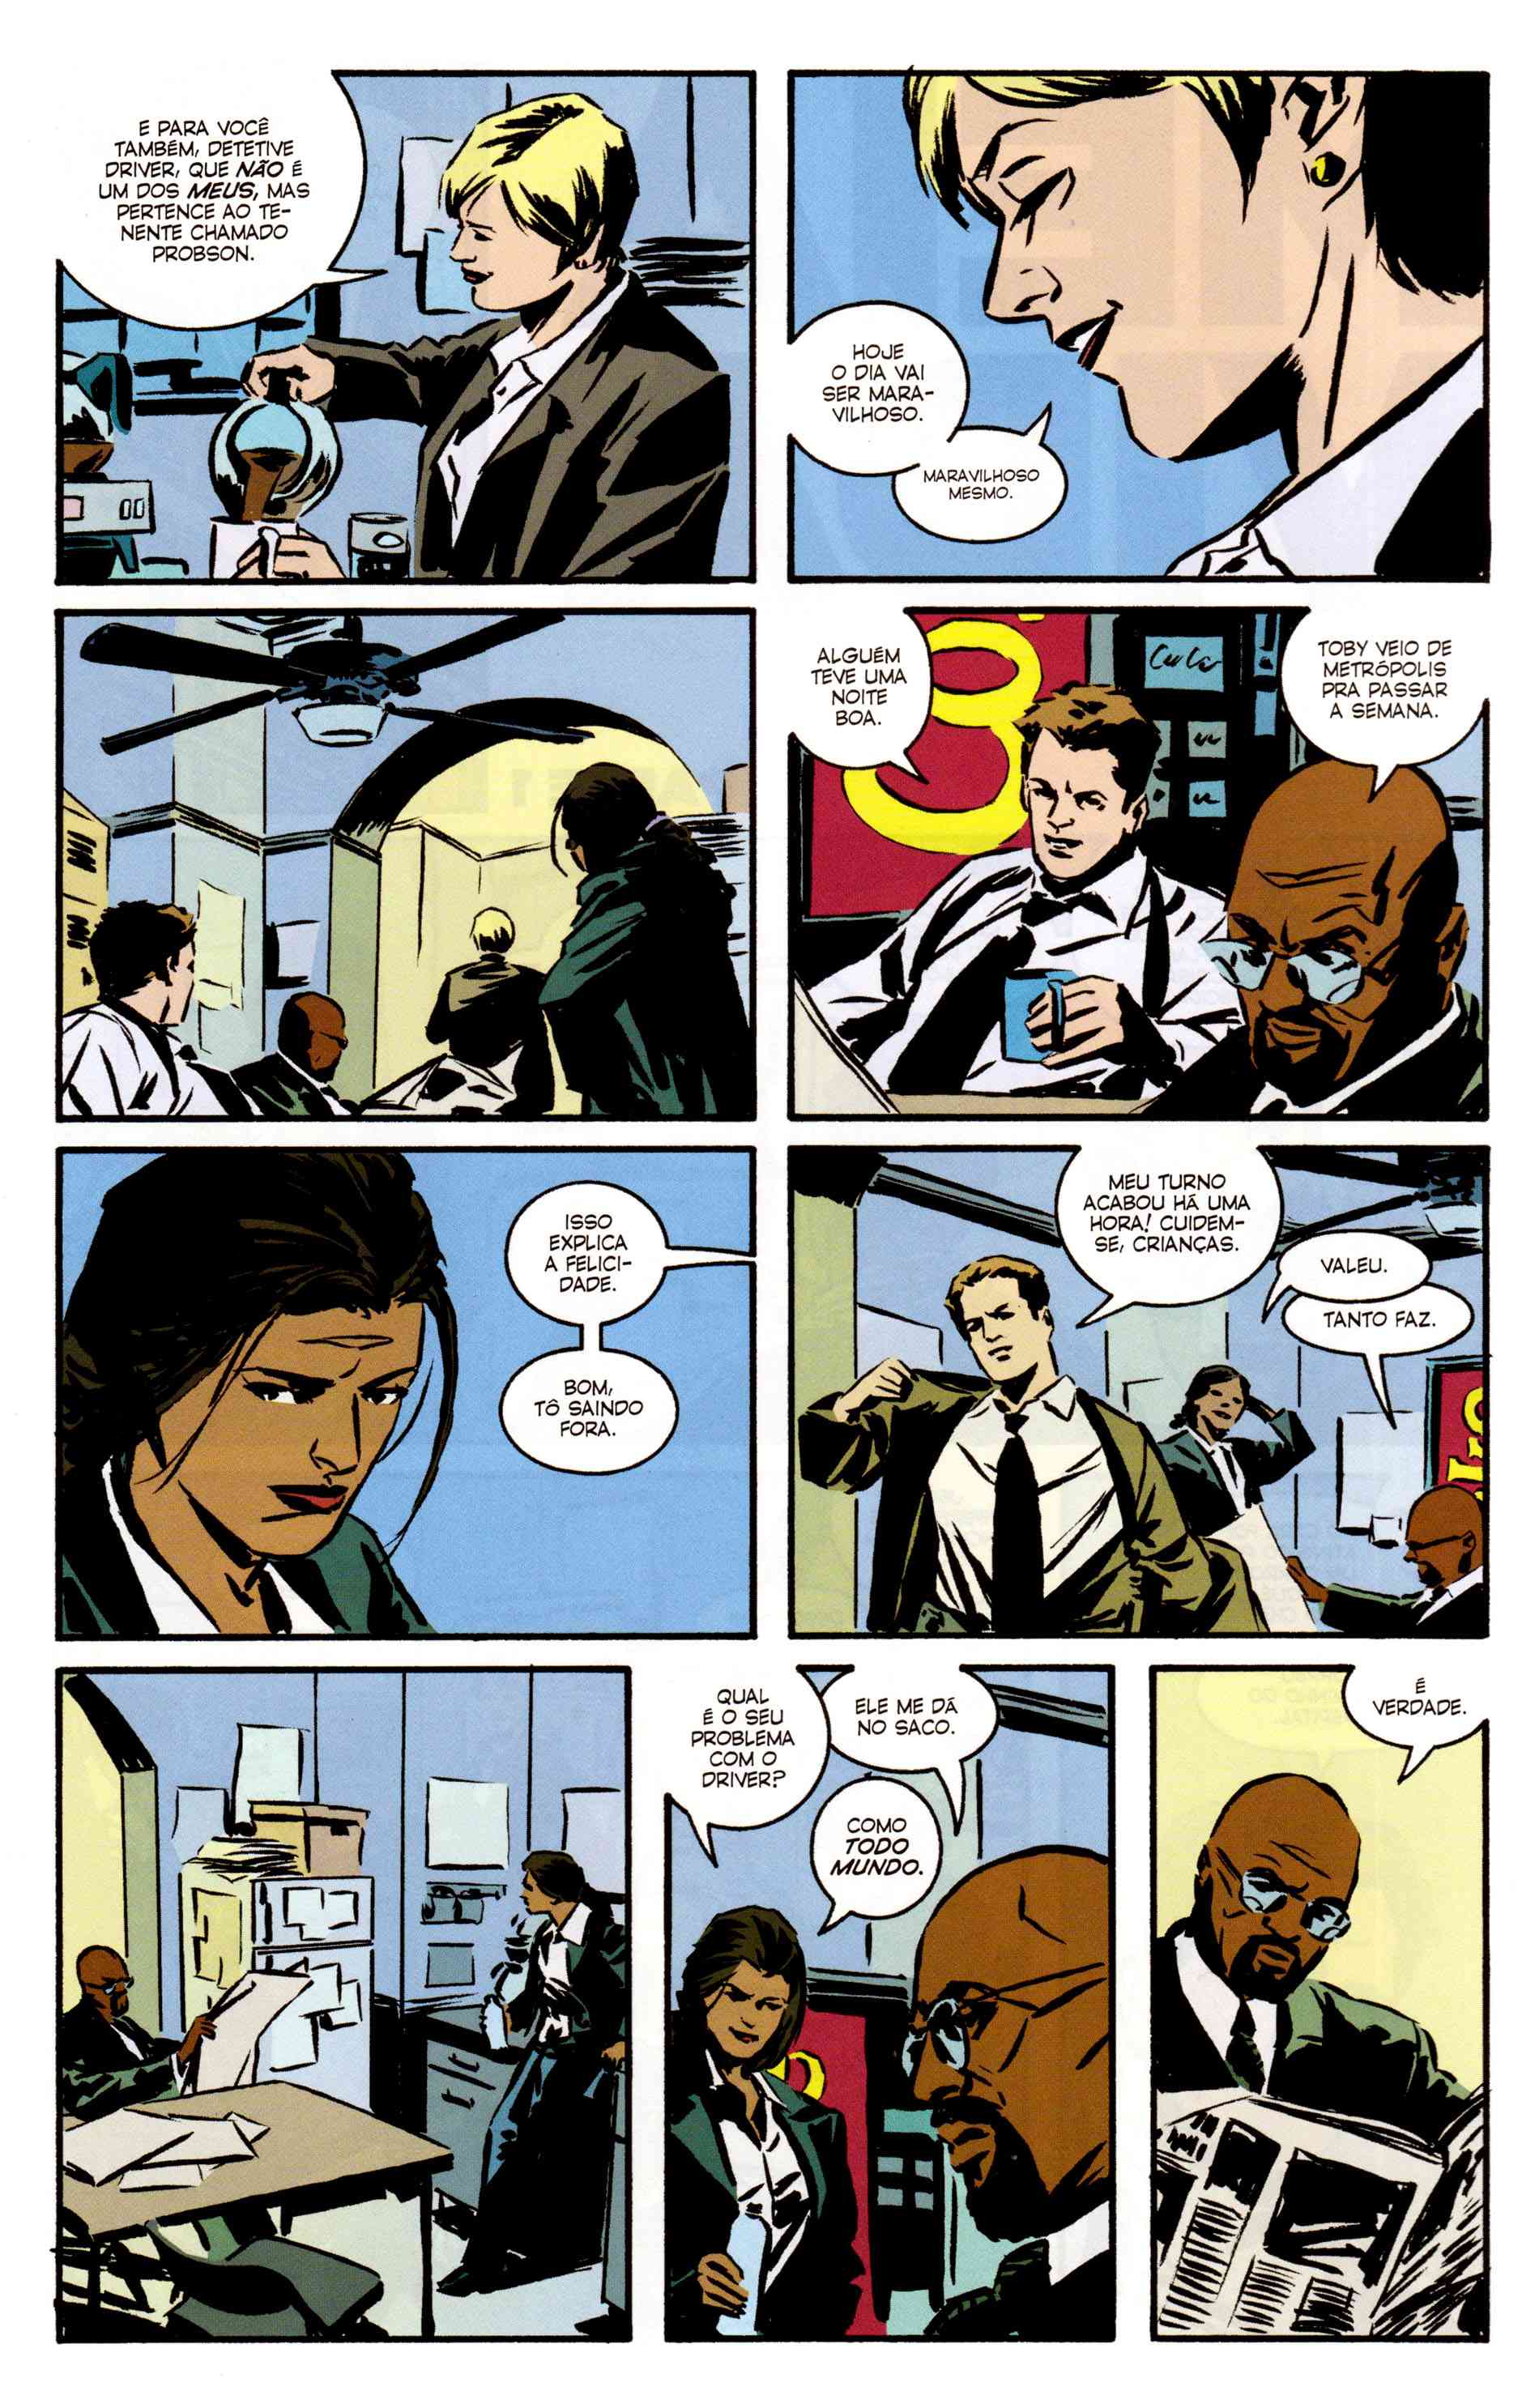 E PARA VOCÊ
TAMBÉM, DETETIVE
DRIVER, QUE NÃO É
UM DOS MEUS, MAS
PERTENCE AO TE-
NENTE CHAMADO
PROBSON.
HOJE
O DIA VAI
SER MARA-
VILHOSO.
MARAVILHOSO
MESMO.
ALGUÉM
TEVE UMA
NOITE
BOA.
TOBY VEIO DE
METRÓPOLIS
PRA PASSAR
A SEMANA.
ISSO
EXPLICA
A FELICI-
DADE.
BOM,
TÔ SAINDO
FORA.
MEU TURNO
ACABOU HÁ UMA
HORA! CUIDEM-
SE, CRIANÇAS.
VALEU.
TANTO FAZ.
QUAL
É O SEU
PROBLEMA
COM O
DRIVER?
ELE ME DÁ
NO SACO.
COMO
TODO
MUNDO.
É
VERDADE.